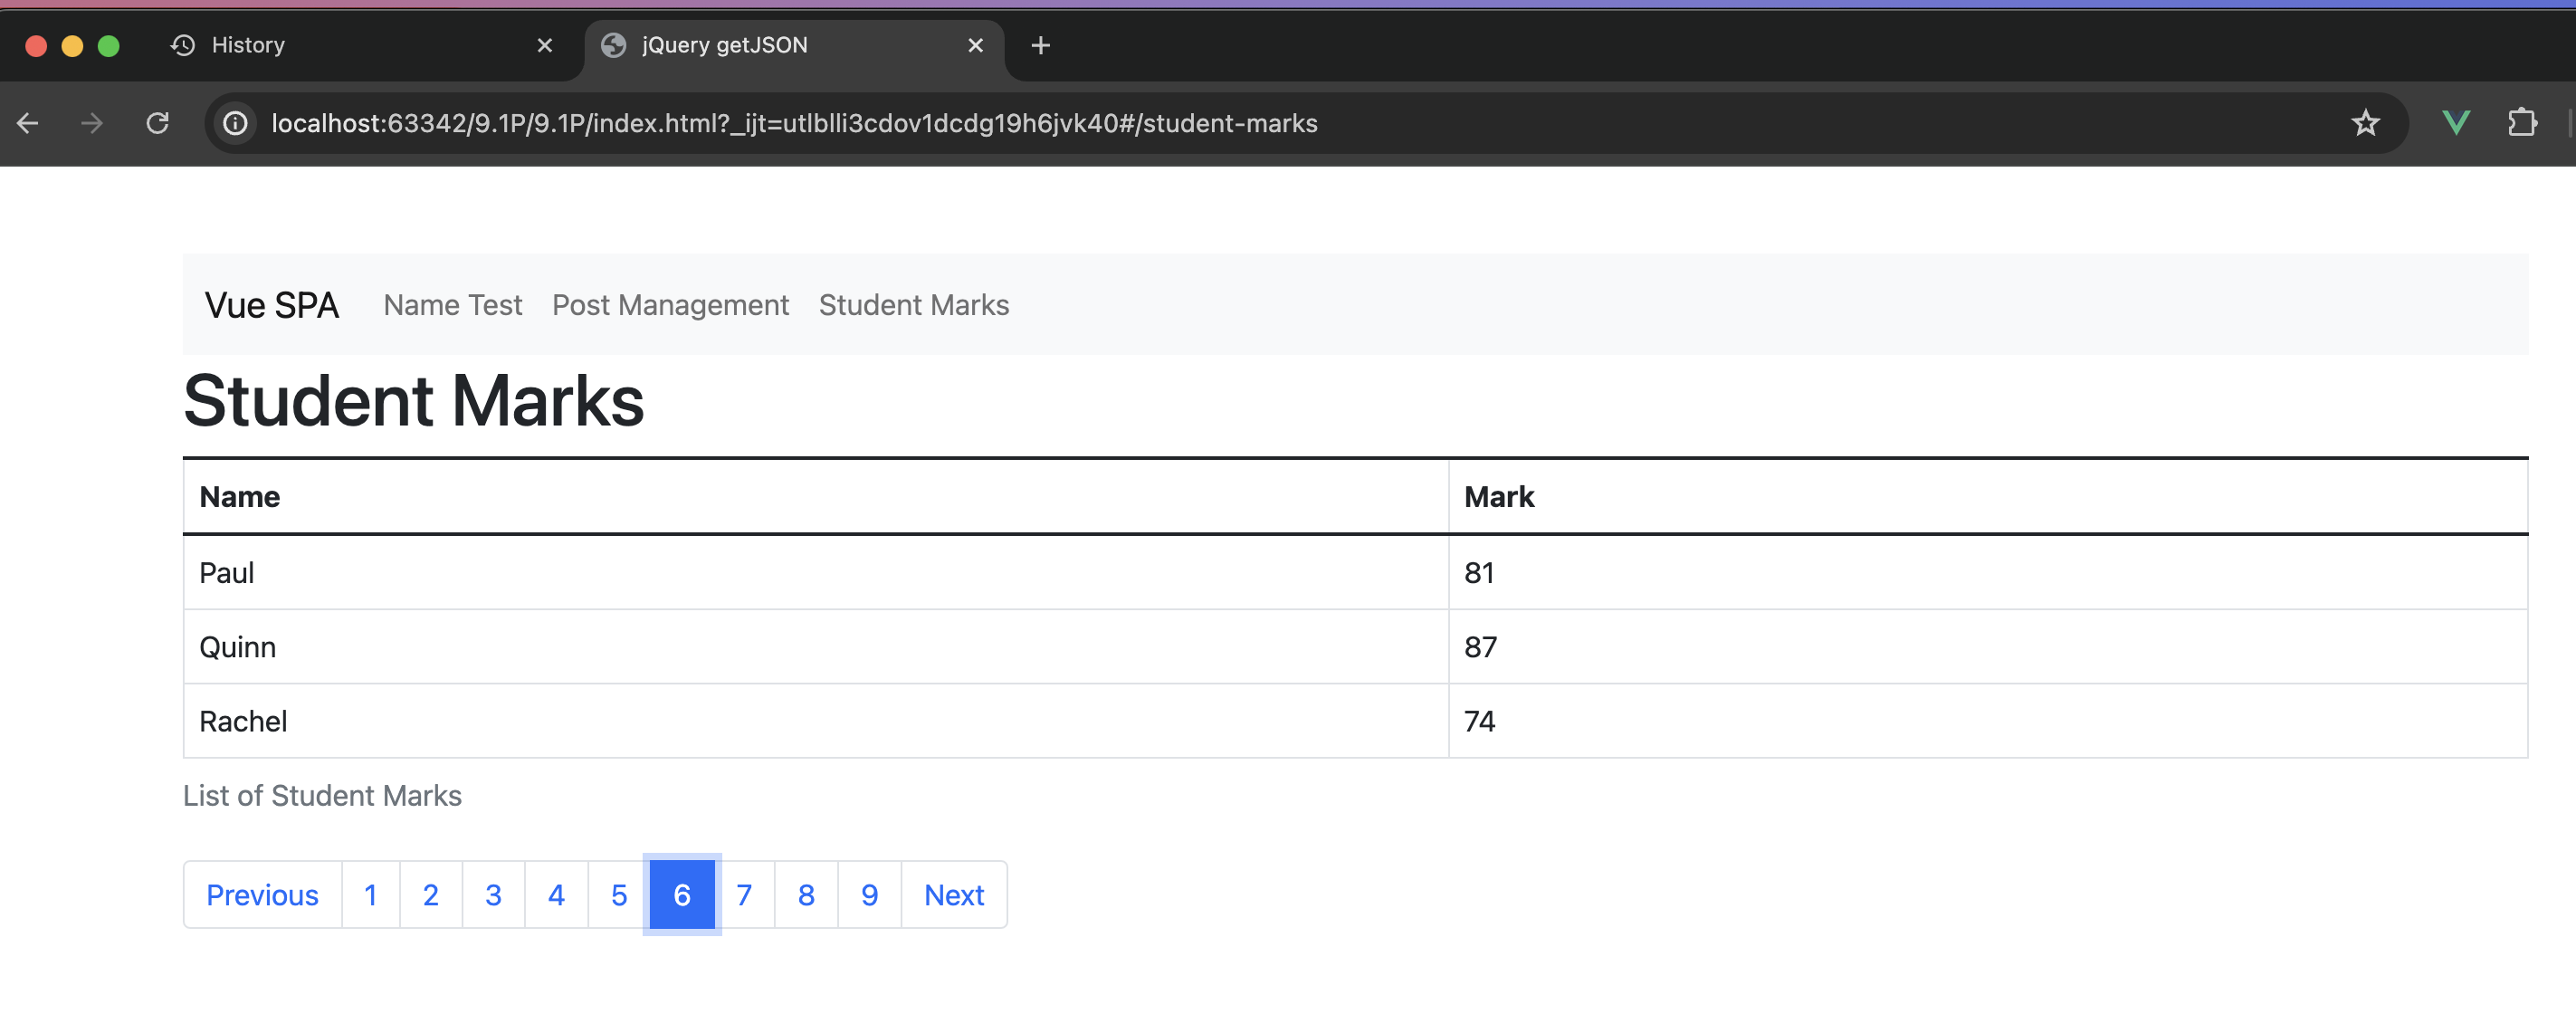 History
jQuery getJSON
localhost:63342/9.1P/9.1P/index.html?_ijt=utlblli3cdov1dcdg19h6jvk40#/student-marks
Vue SPA Name Test Post Management Student Marks
Student Marks
Name Mark
Paul 81
Quinn 87
Rachel 74
List of Student Marks
Previous 1 2 3 4 5 6 7 8 9 Next